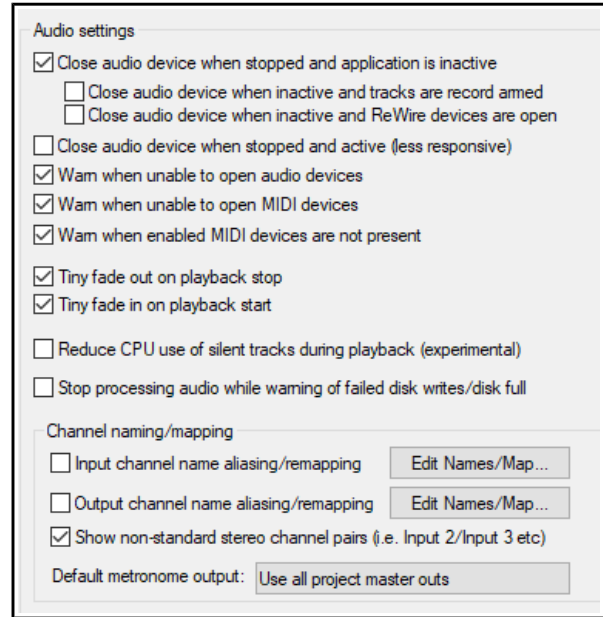 Audio settings
Close audio device when stopped and application is inactive
Close audio device when inactive and tracks are record armed
Close audio device when inactive and ReWire devices are open
Close audio device when stopped and active (less responsive)
Warn when unable to open audio devices
Warn when unable to open MIDI devices
Warn when enabled MIDI devices are not present
Tiny fade out on playback stop
Tiny fade in on playback start
Reduce CPU use of silent tracks during playback (experimental)
Stop processing audio while warning of failed disk writes/disk full
Channel naming/mapping
Input channel name aliasing/remapping Edit Names/Map...
Output channel name aliasing/remapping Edit Names/Map...
Show non-standard stereo channel pairs (i.e. Input 2/Input 3 etc)
Default metronome output: Use all project master outs